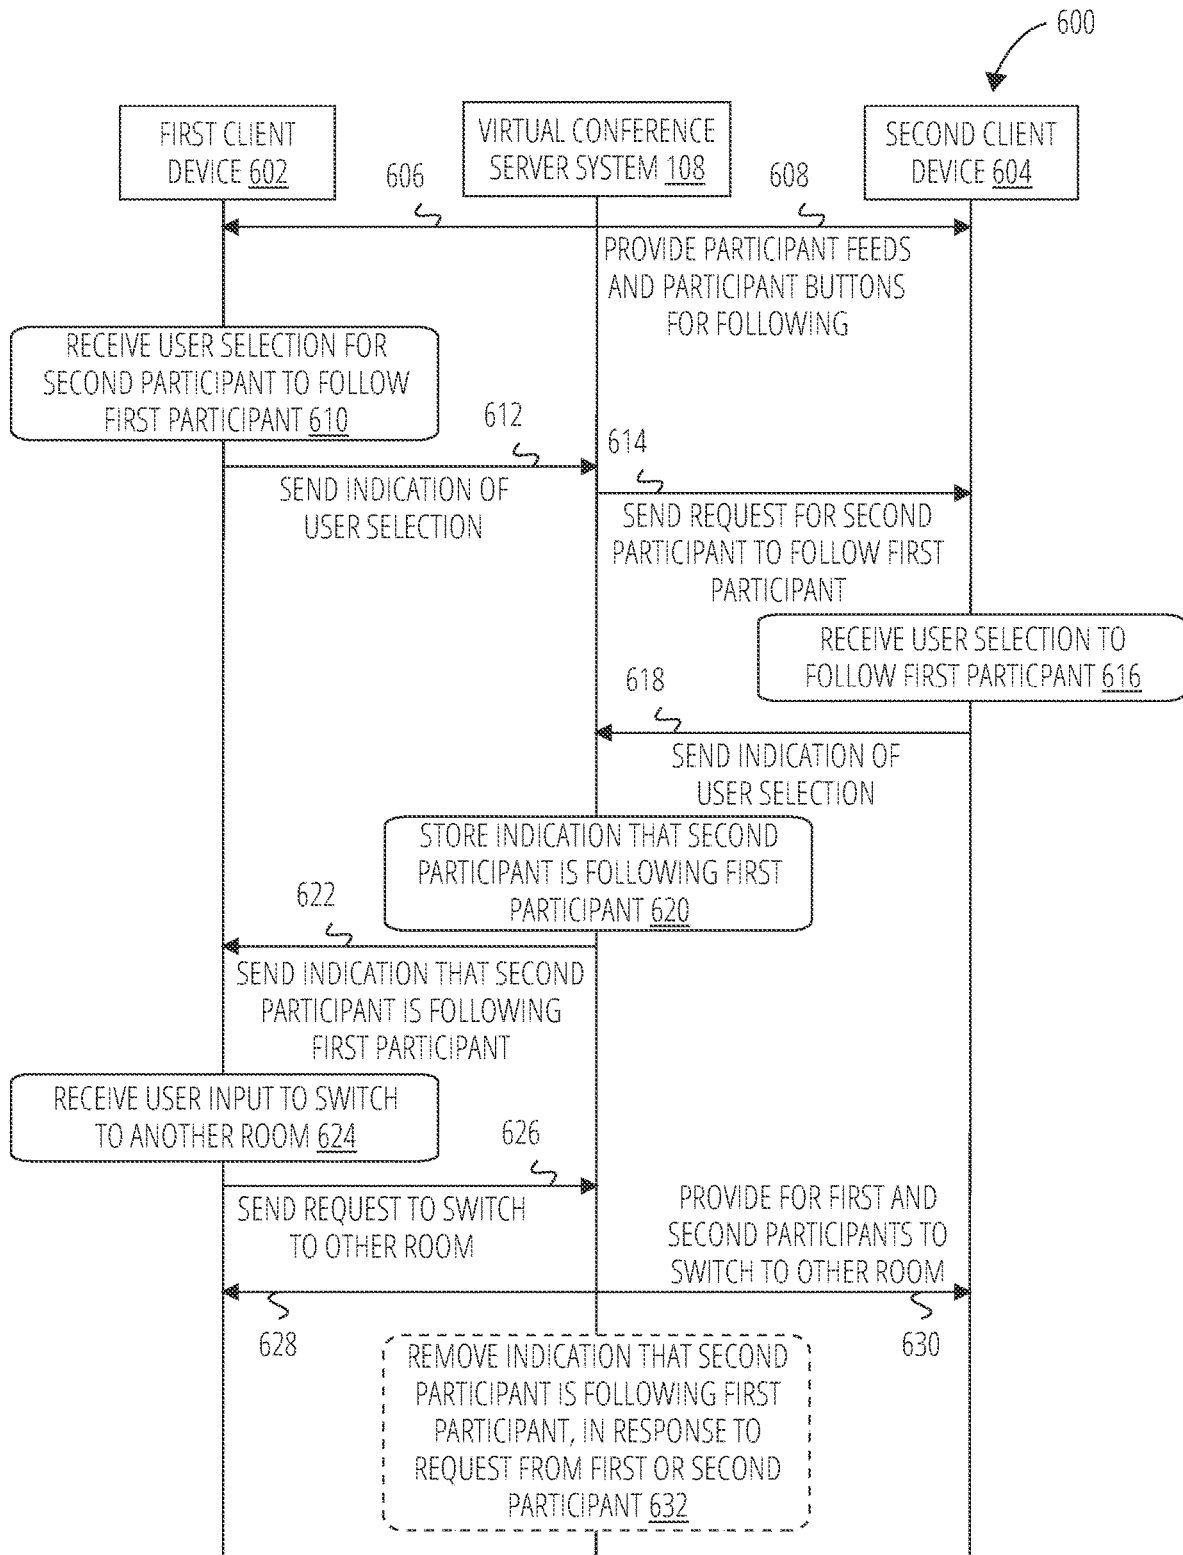 600
FIRST CLIENT
DEVICE 602
VIRTUAL CONFERENCE
SERVER SYSTEM 108
SECOND CLIENT
DEVICE 604
606
608
PROVIDE PARTICIPANT FEEDS
AND PARTICIPANT BUTTONS
FOR FOLLOWING
RECEIVE USER SELECTION FOR
SECOND PARTICIPANT TO FOLLOW
FIRST PARTICIPANT 610
612
SEND INDICATION OF
USER SELECTION
614
SEND REQUEST FOR SECOND
PARTICIPANT TO FOLLOW FIRST
PARTICIPANT
RECEIVE USER SELECTION TO
FOLLOW FIRST PARTICPANT 616
618
SEND INDICATION OF
USER SELECTION
STORE INDICATION THAT SECOND
PARTICIPANT IS FOLLOWING FIRST
PARTICIPANT 620
622
SEND INDICATION THAT SECOND
PARTICIPANT IS FOLLOWING
FIRST PARTICIPANT
RECEIVE USER INPUT TO SWITCH
TO ANOTHER ROOM 624
626
SEND REQUEST TO SWITCH
TO OTHER ROOM
PROVIDE FOR FIRST AND
SECOND PARTICIPANTS TO
SWITCH TO OTHER ROOM
628
630
REMOVE INDICATION THAT SECOND
PARTICIPANT IS FOLLOWING FIRST
PARTICIPANT, IN RESPONSE TO
REQUEST FROM FIRST OR SECOND
PARTICIPANT 632